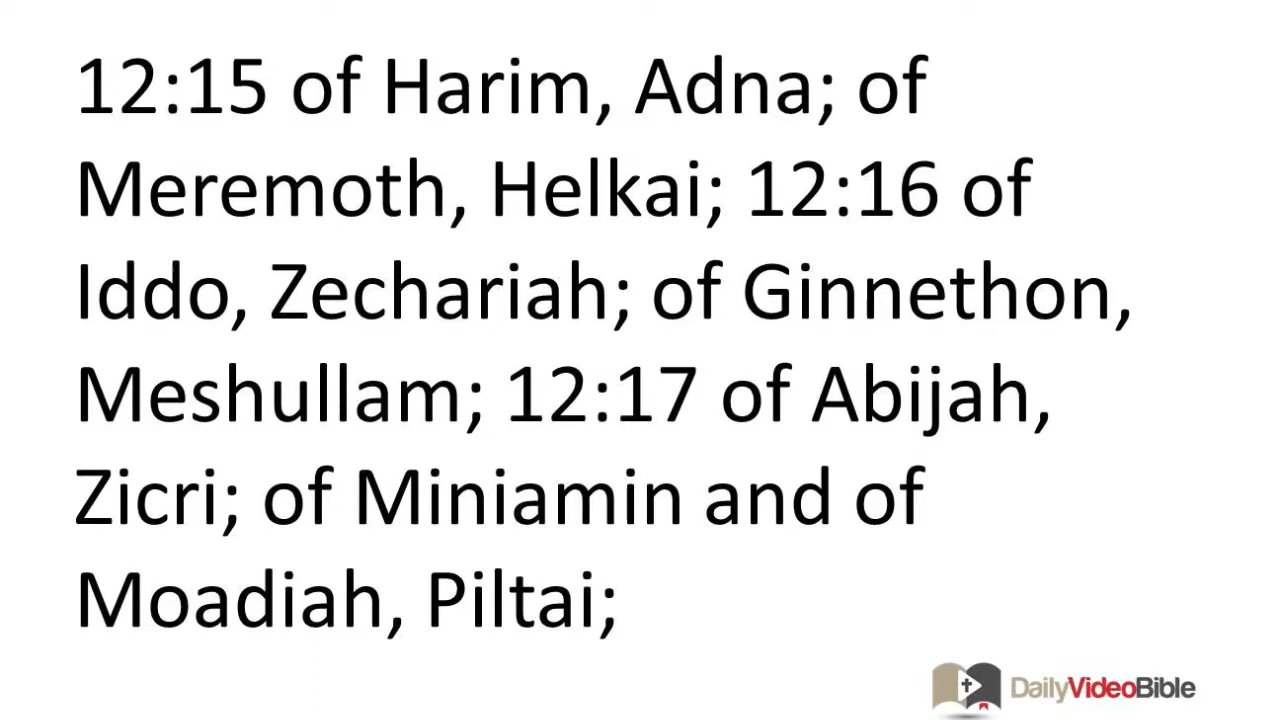 12:15 of Harim, Adna; of
Meremoth, Helkai; 12:16 of
Iddo, Zechariah; of Ginnethon,
Meshullam; 12:17 of Abijah,
Zicri; of Miniamin and of
Moadiah, Piltai;
DailyVideoBible